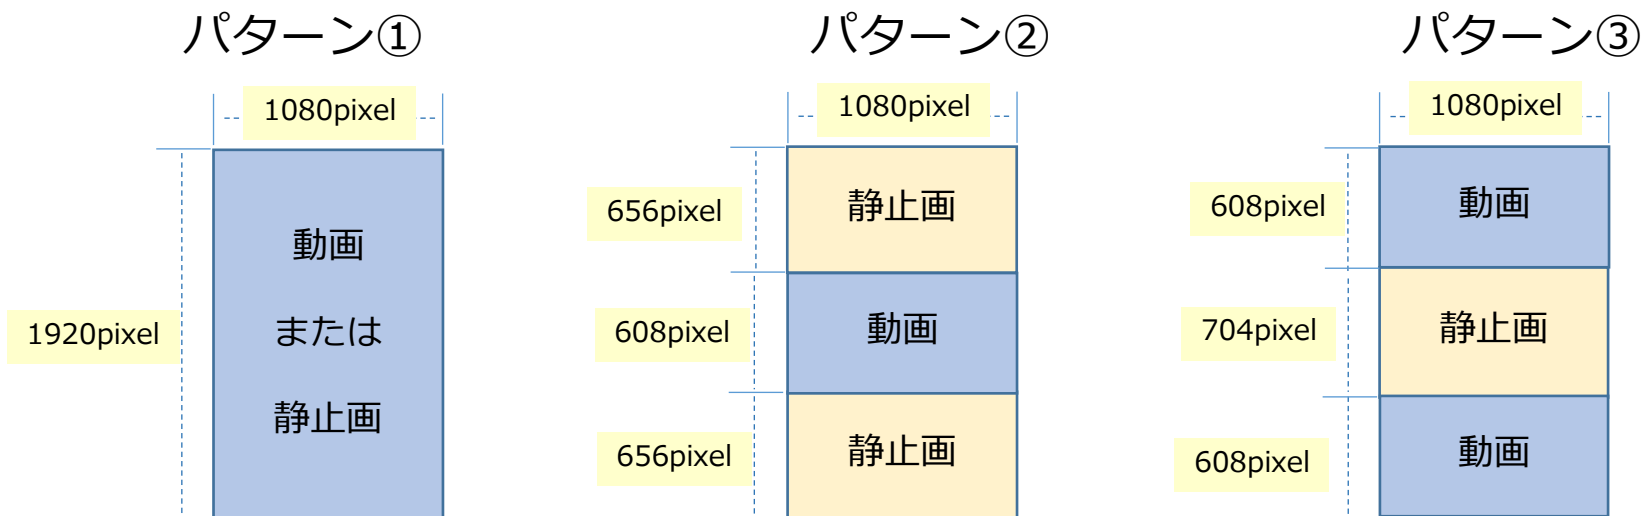 パターン①
1080pixel
1920pixel
動画
または
静止画
パターン②
1080pixel
656pixel
静止画
608pixel
動画
656pixel
静止画
パターン③
1080pixel
608pixel
動画
704pixel
静止画
608pixel
動画